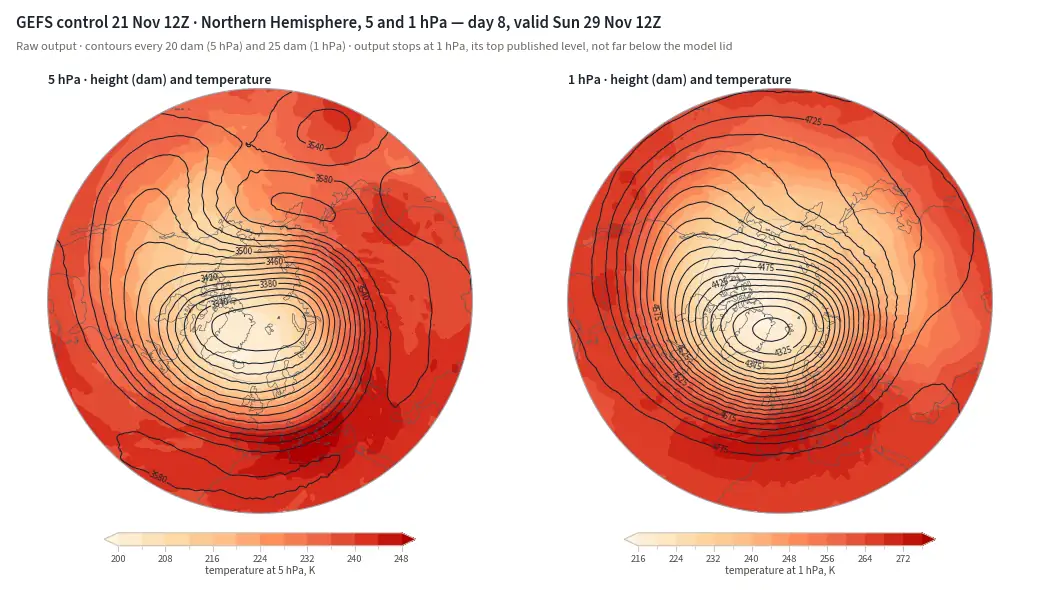 GEFS control 21 Nov 12Z · Northern Hemisphere, 5 and 1 hPa — day 8, valid Sun 29 Nov 12Z
Raw output · contours every 20 dam (5 hPa) and 25 dam (1 hPa) · output stops at 1 hPa, its top published level, not far below the model lid
5 hPa · height (dam) and temperature
1 hPa · height (dam) and temperature
3540
3580
3500
3460
3420
3380
3580
4725
4475
4425
4325
4375
4675
4625
200 208 216 224 232 240 248
temperature at 5 hPa, K
216 224 232 240 248 256 264 272
temperature at 1 hPa, K